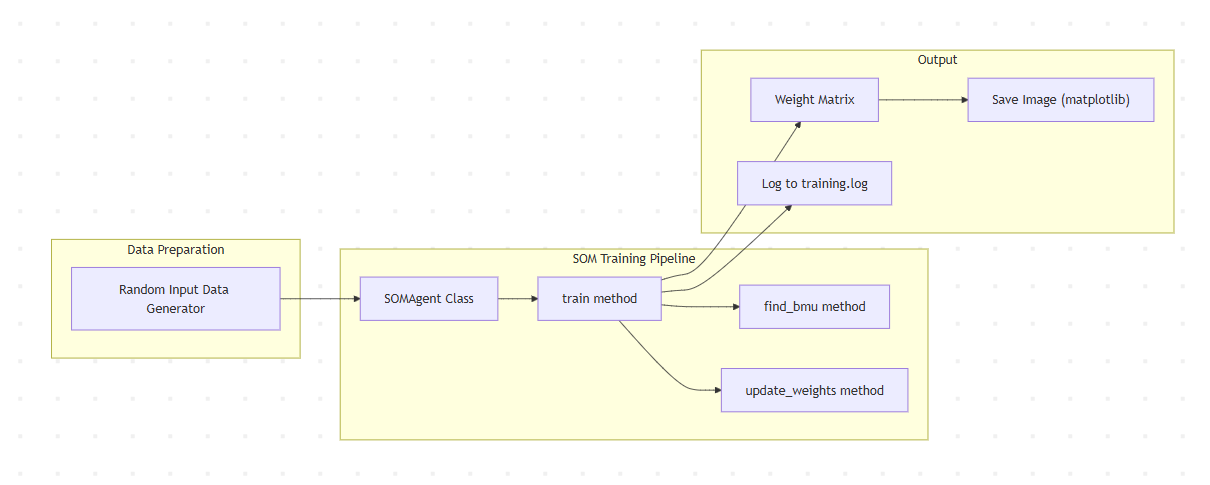 Output
Weight Matrix
Save Image (matplotlib)
Log to training.log
Data Preparation
Random Input Data
Generator
SOM Training Pipeline
SOMAgent Class
train method
find_bmu method
update_weights method